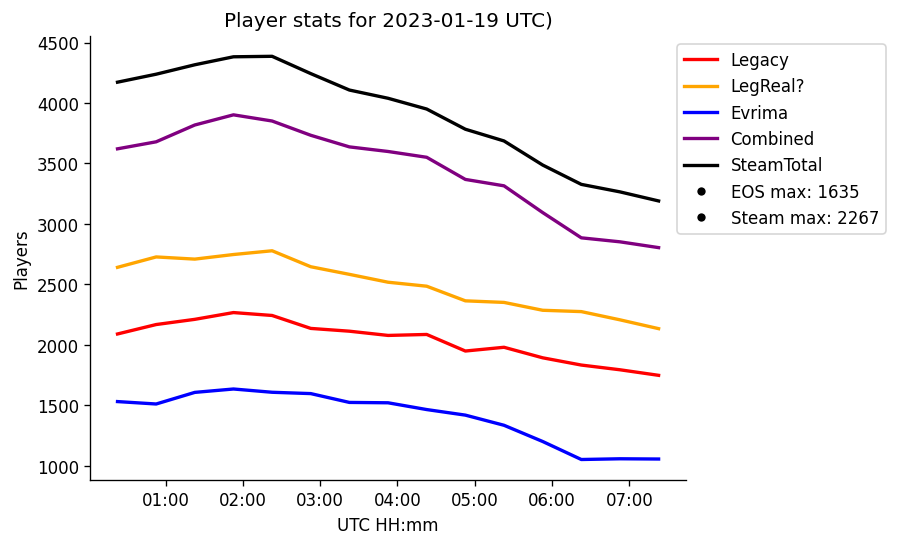 Player stats for 2023-01-19 UTC)
4500
4000
3500
3000
2500
2000
1500
1000
Players
01:00 02:00 03:00 04:00 05:00 06:00 07:00
UTC HH:mm
Legacy
LegReal?
Evrima
Combined
SteamTotal
EOS max: 1635
Steam max: 2267